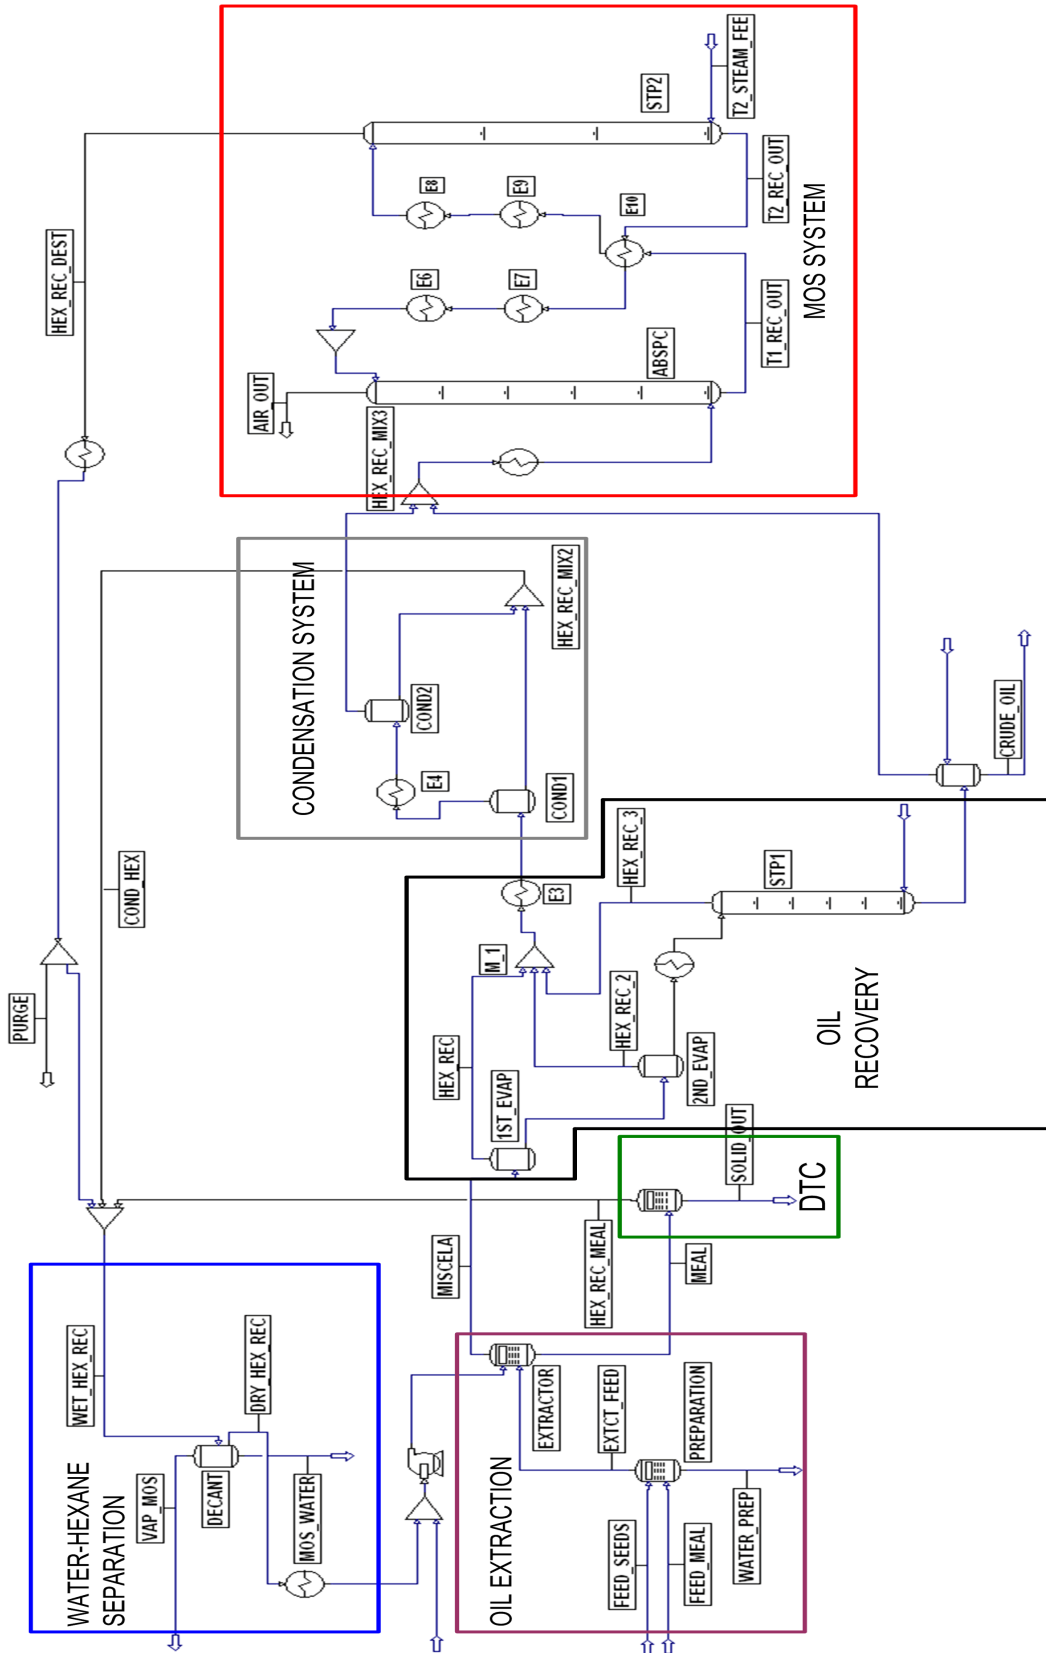 WATER-HEXANE
SEPARATION
WET_HEX_REC
VAP_MOS
DECANT
DRY_HEX_REC
MOS_WATER
PURGE
COND_HEX
HEX_REC_DEST
OIL EXTRACTION
FEED_SEEDS
FEED_MEAL
WATER_PREP
PREPARATION
EXTCT_FEED
EXTRACTOR
MISCELA
HEX_REC_MEAL
MEAL
DTC
SOLID_OUT
OIL
RECOVERY
1ST_EVAP
HEX_REC
2ND_EVAP
HEX_REC_2
M_1
E3
HEX_REC_3
STP1
CRUDE_OIL
CONDENSATION SYSTEM
COND1
E4
COND2
HEX_REC_MIX2
HEX_REC_MIX3
MOS SYSTEM
AIR_OUT
ABSPC
T1_REC_OUT
E6
E7
E8
E9
E10
STP2
T2_REC_OUT
T2_STEAM_FEE